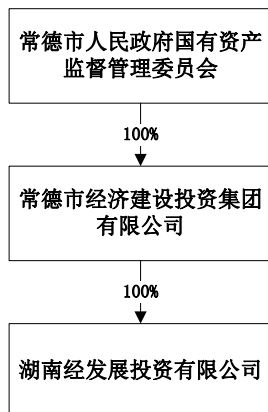 常德市人民政府国有资产
监督管理委员会
100%
常德市经济建设投资集团
有限公司
100%
湖南经发展投资有限公司